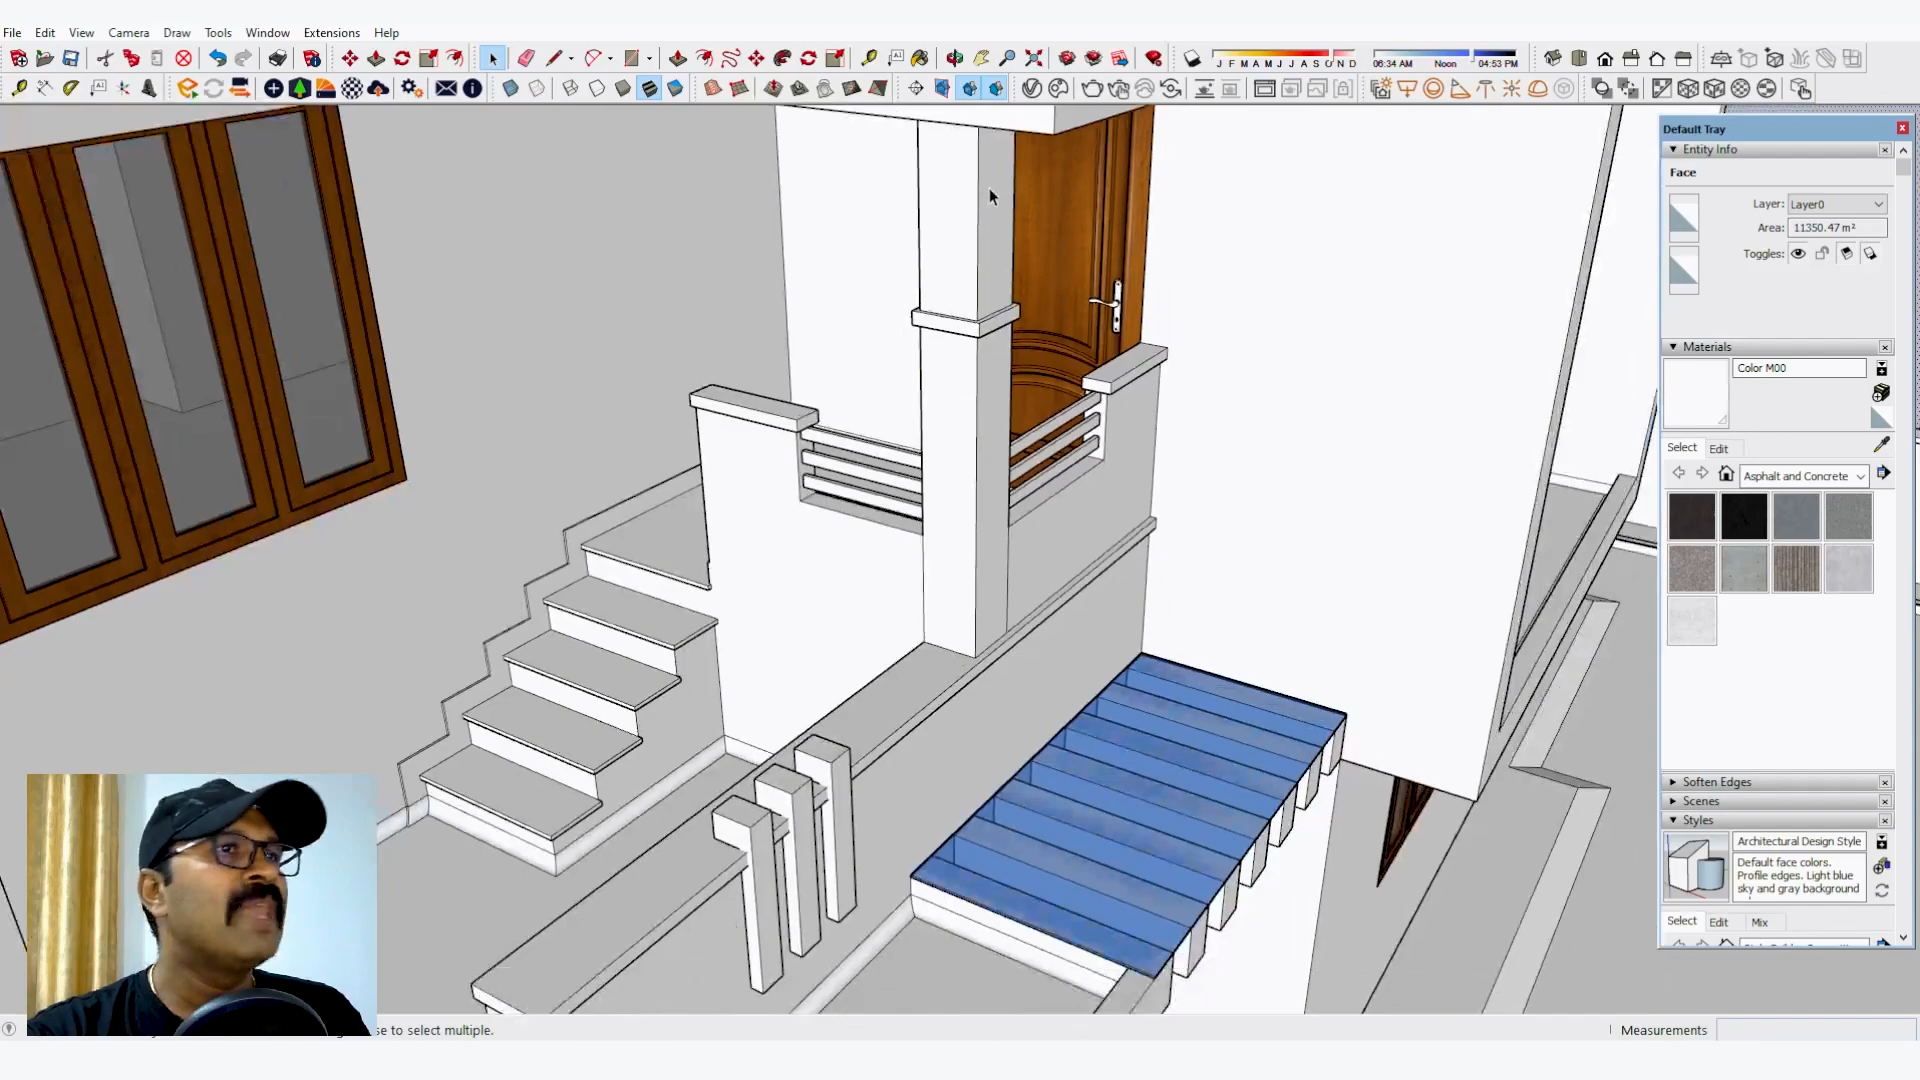 File Edit View Camera Draw Tools Window Extensions Help
J F M A M J J A S O N D
06:34 AM Noon 04:53 PM
Default Tray
Entity Info
Face
Layer: Layer0
Area: 11350.47 m²
Toggles:
Materials
Color M00
Select Edit
Asphalt and Concrete
Soften Edges
Scenes
Styles
Architectural Design Style
Default face colors.
Profile edges. Light blue
sky and gray background
Select Edit Mix
se to select multiple.
Measurements